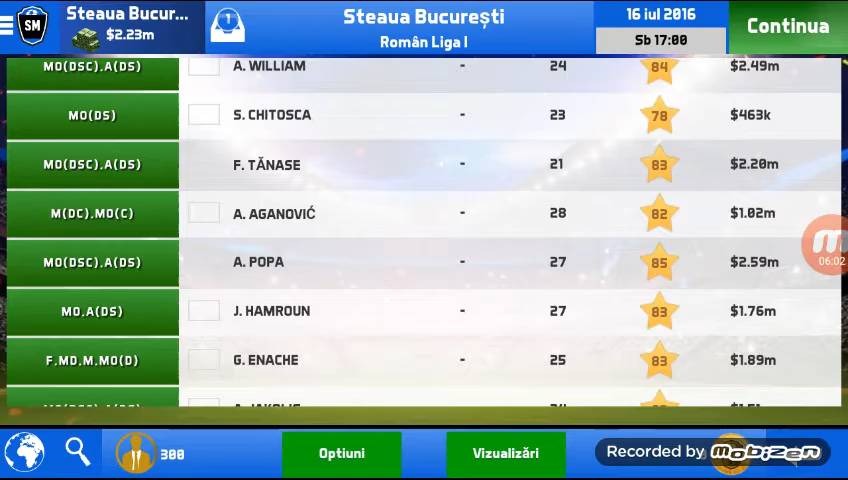 SM
Steaua Bucur...
$2.23m
1
Steaua București
Român Liga I
16 iul 2016
Sb 17:00
Continua
MO(DSC),A(DS) A. WILLIAM - 24 84 $2.49m
MO(DS) S. CHITOSCA - 23 78 $463k
MO(DSC),A(DS) F. TĂNASE - 21 83 $2.20m
M(DC),MO(C) A. AGANOVIĆ - 28 82 $1.02m
MO(DSC),A(DS) A. POPA - 27 85 $2.59m
MO,A(DS) J. HAMROUN - 27 83 $1.76m
F,MD,M,MO(D) G. ENACHE - 25 83 $1.89m
06:02
300
Optiuni
Vizualizări
Recorded by mobizen